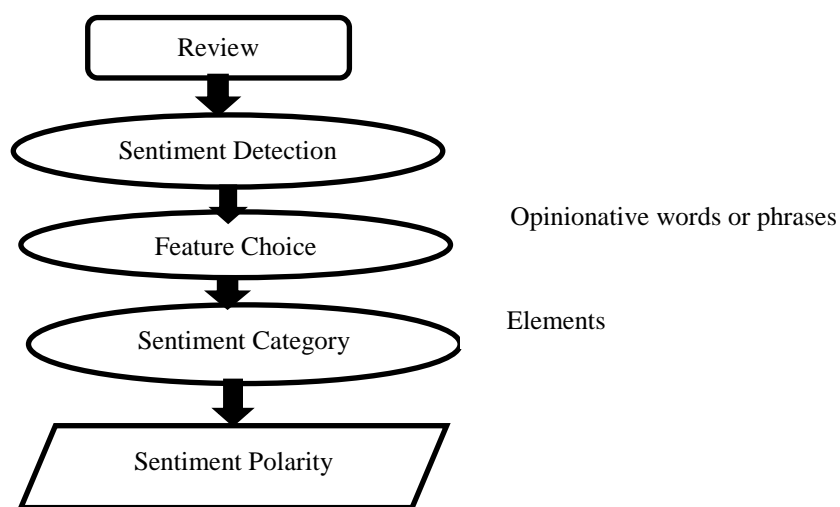 Review
Sentiment Detection
Opinionative words or phrases
Feature Choice
Elements
Sentiment Category
Sentiment Polarity